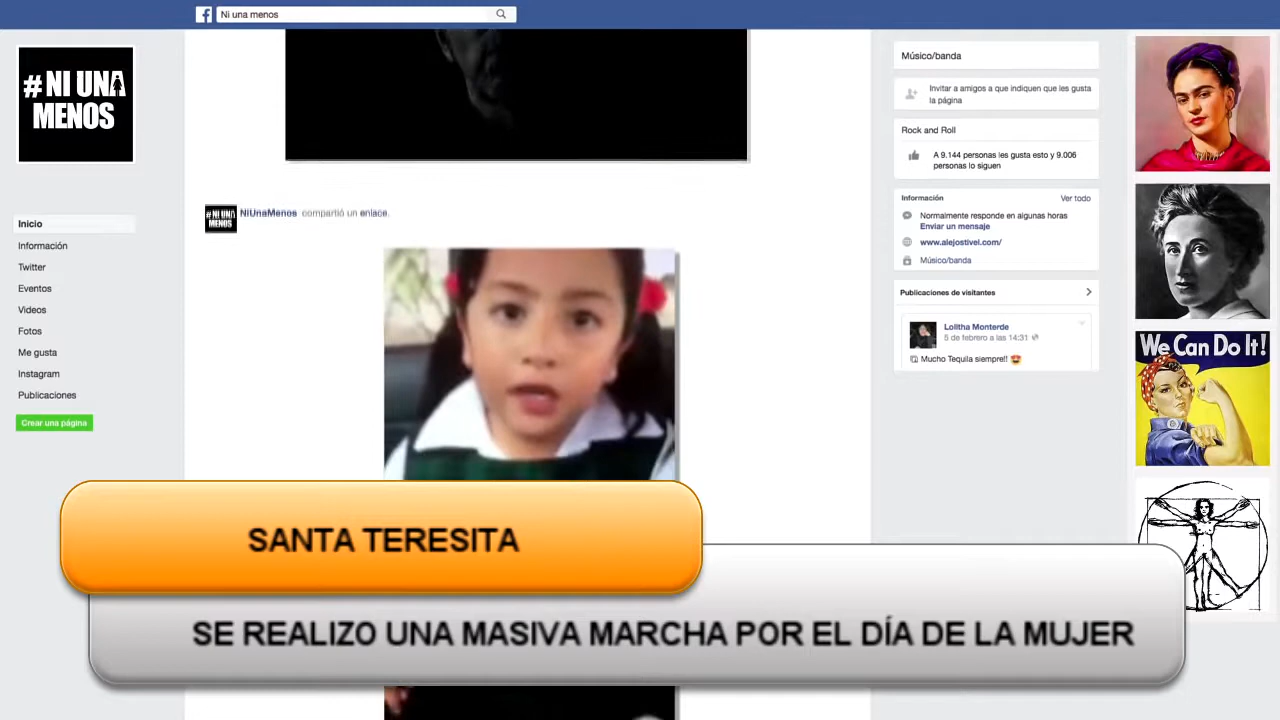 Ni una menos
# NI UNA
MENOS
Inicio
Información
Twitter
Eventos
Videos
Fotos
Me gusta
Instagram
Publicaciones
Crear una página
# NI UNA
MENOS
NiUnaMenos compartió un enlace.
Músico/banda
Invitar a amigos a que indiquen que les gusta
la página
Rock and Roll
A 9.144 personas les gusta esto y 9.006
personas lo siguen
Información Ver todo
Normalmente responde en algunas horas
Enviar un mensaje
www.alejostivel.com/
Músico/banda
Publicaciones de visitantes
Lolitha Monterde
5 de febrero a las 14:31
Mucho Tequila siempre!!
We Can Do It!
SANTA TERESITA
SE REALIZO UNA MASIVA MARCHA POR EL DÍA DE LA MUJER